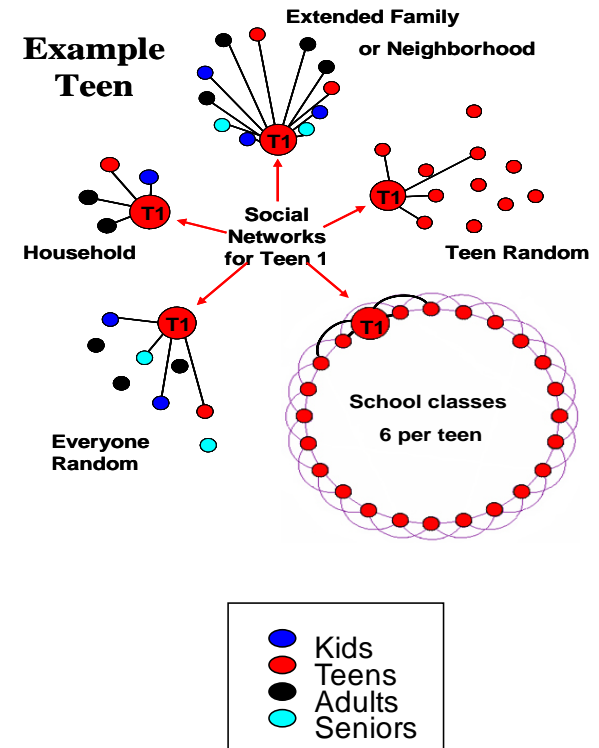 Example
Teen
Extended Family
or Neighborhood
T1
T1
T1
Social
Networks
for Teen 1
Household
Teen Random
T1
T1
School classes
6 per teen
Everyone
Random
Kids
Teens
Adults
Seniors